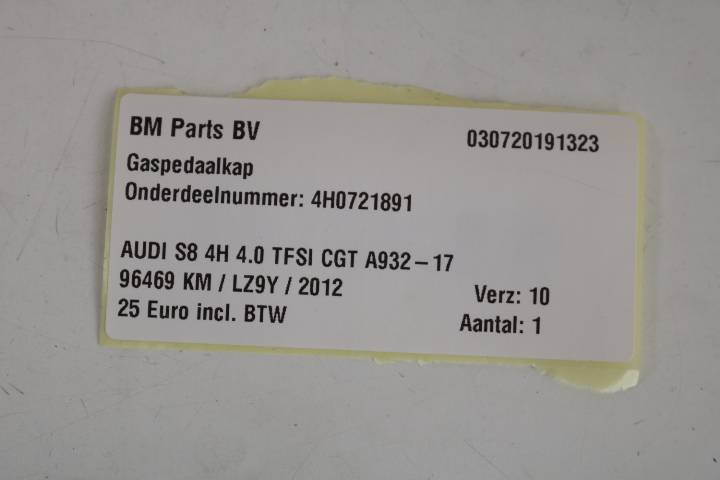 BM Parts BV 030720191323
Gaspedaalkap
Onderdeelnummer: 4H0721891
AUDI S8 4H 4.0 TFSI CGT A932-17
96469 KM / LZ9Y / 2012 Verz: 10
25 Euro incl. BTW Aantal: 1